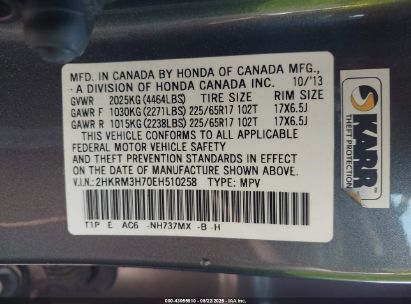 MFD. IN CANADA BY HONDA OF CANADA MFG.,
A DIVISION OF HONDA CANADA INC. 10/'13
GVWR 2025KG (4464LBS) TIRE SIZE RIM SIZE
GAWR F 1030KG (2271LBS) 225/65R17 102T 17X6.5J
GAWR R 1015KG (2238LBS) 225/65R17 102T 17X6.5J
THIS VEHICLE CONFORMS TO ALL APPLICABLE
FEDERAL MOTOR VEHICLE SAFETY AND
THEFT PREVENTION STANDARDS IN EFFECT
ON THE DATE OF MANUFACTURE SHOWN ABOVE.
V.I.N.: 2HKRM3H70EH510258 TYPE: MPV
T1P E AC6 -NH737MX -B -H
KARR
THEFT PROTECTION